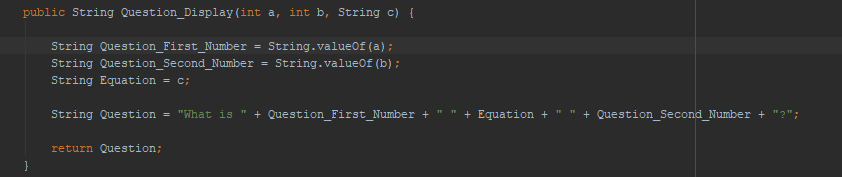 public String Question_Display(int a, int b, String c) {
String Question_First_Number = String.valueOf(a);
String Question_Second_Number = String.valueOf(b);
String Equation = c;
String Question = "What is " + Question_First_Number + " " + Equation + " " + Question_Second_Number + "?";
return Question;
}